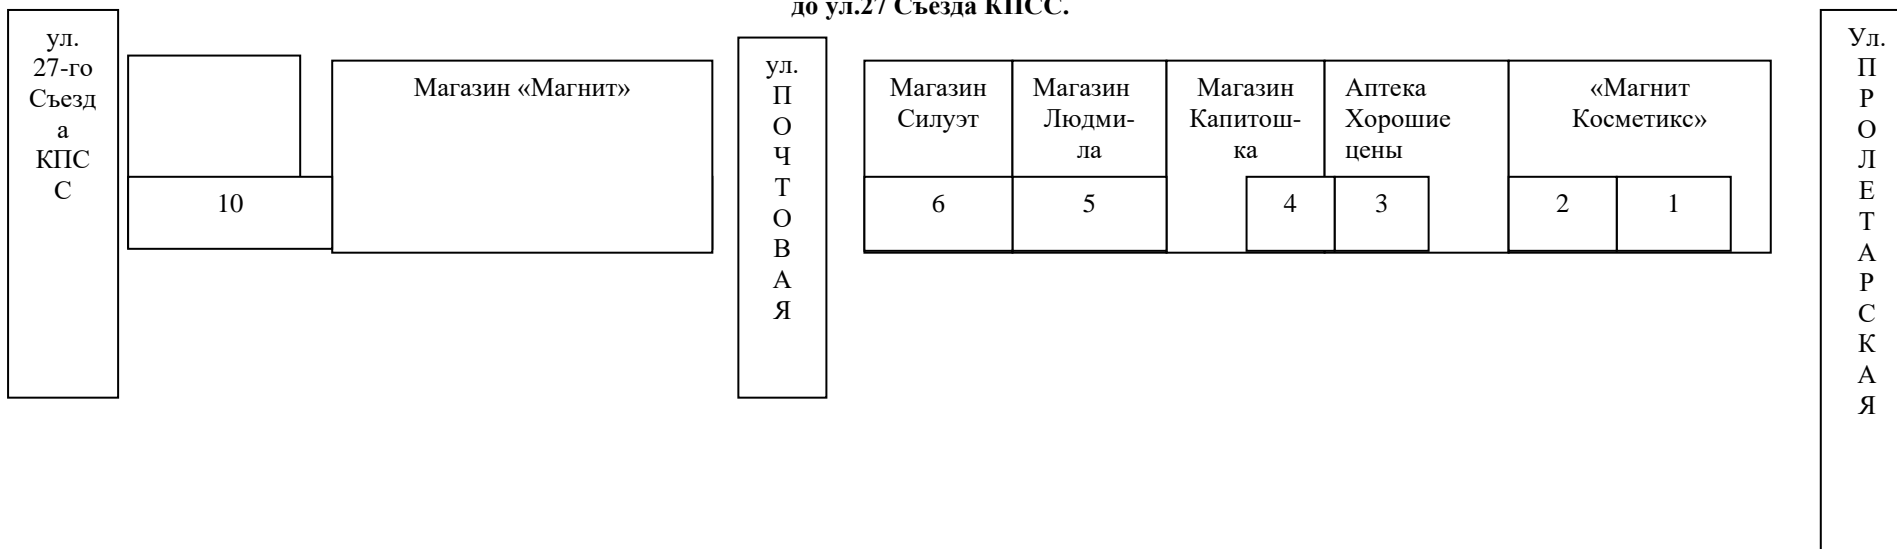 до ул.27 Съезда КПСС.
ул.
27-го
Съезд
а
КПС
С
10
Магазин «Магнит»
ул.
П
О
Ч
Т
О
В
А
Я
Магазин
Силуэт
6
Магазин
Людми-
ла
5
Магазин
Капитош-
ка
4
Аптека
Хорошие
цены
3
«Магнит
Косметикс»
2
1
Ул.
П
Р
О
Л
Е
Т
А
Р
С
К
А
Я